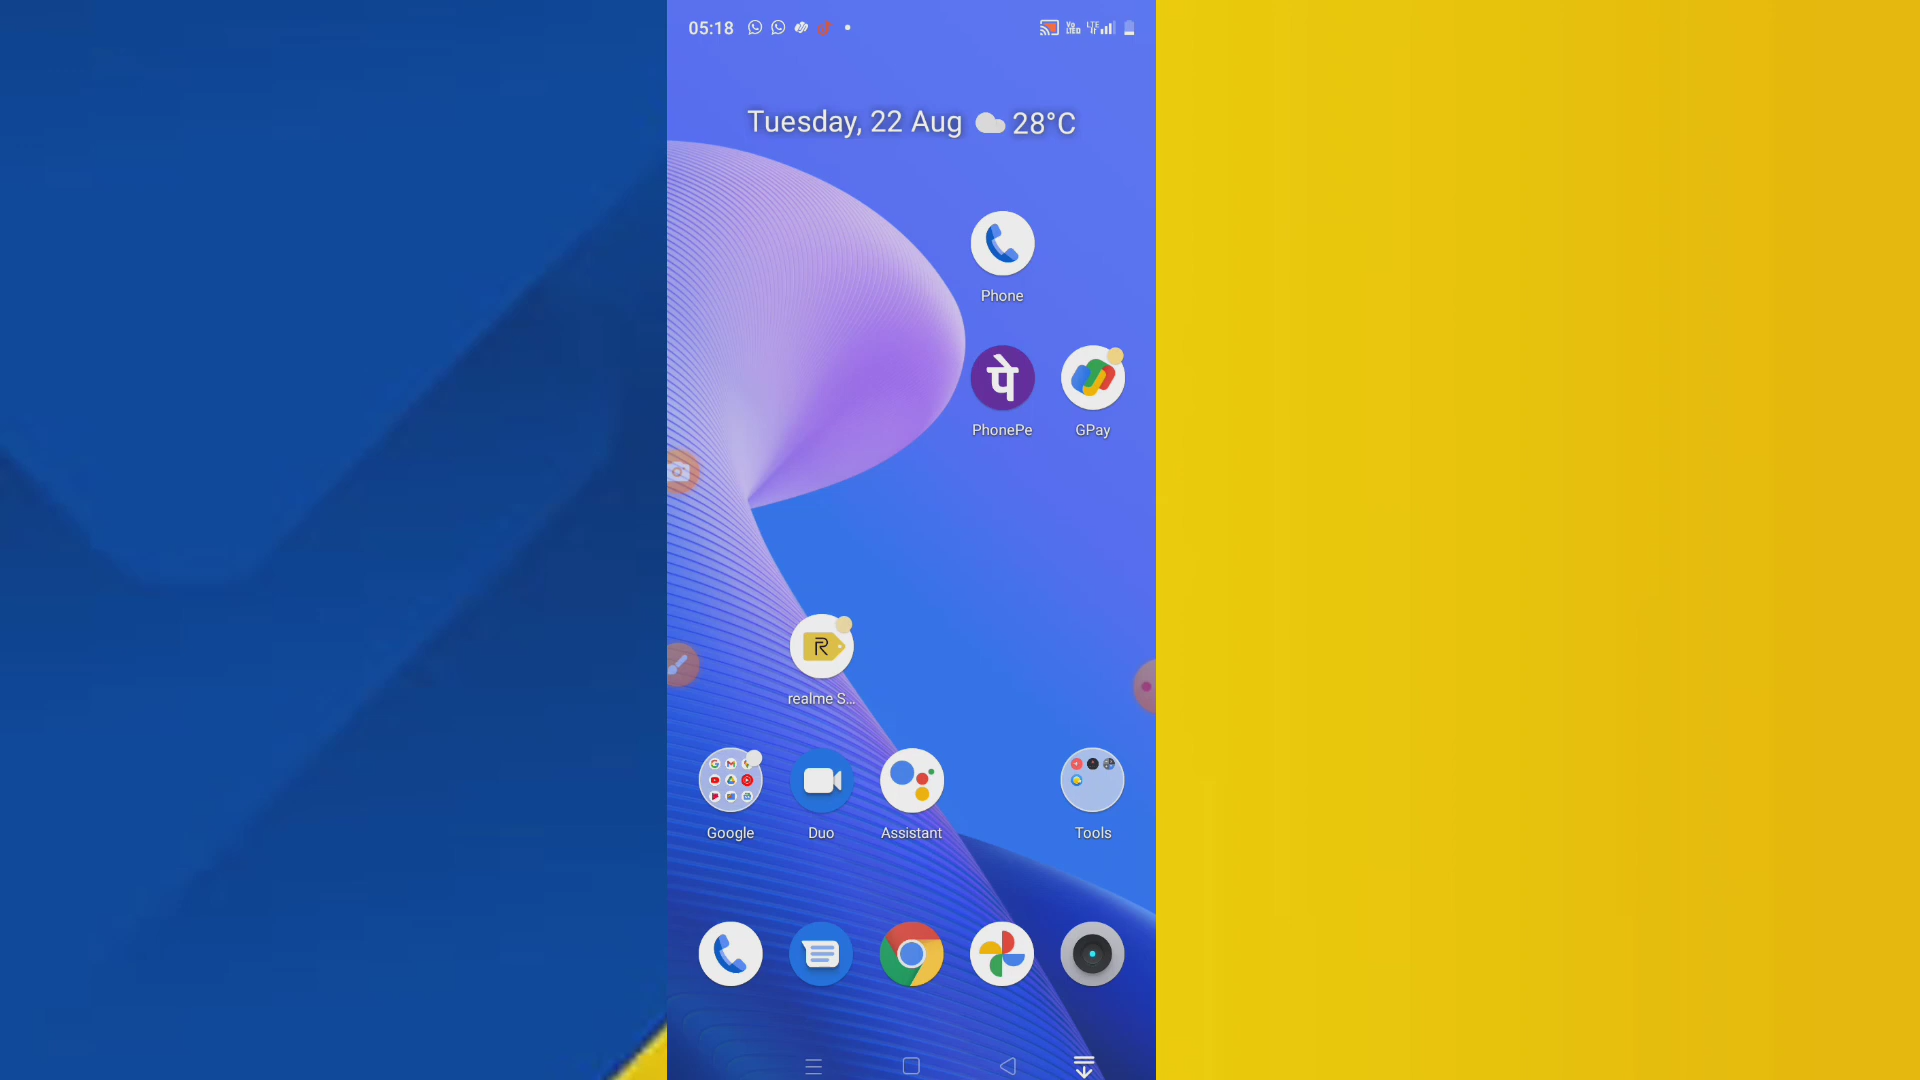 05:18
Tuesday, 22 Aug 28°C
Phone
पे
PhonePe
GPay
R
realme S...
Google
Duo
Assistant
Tools